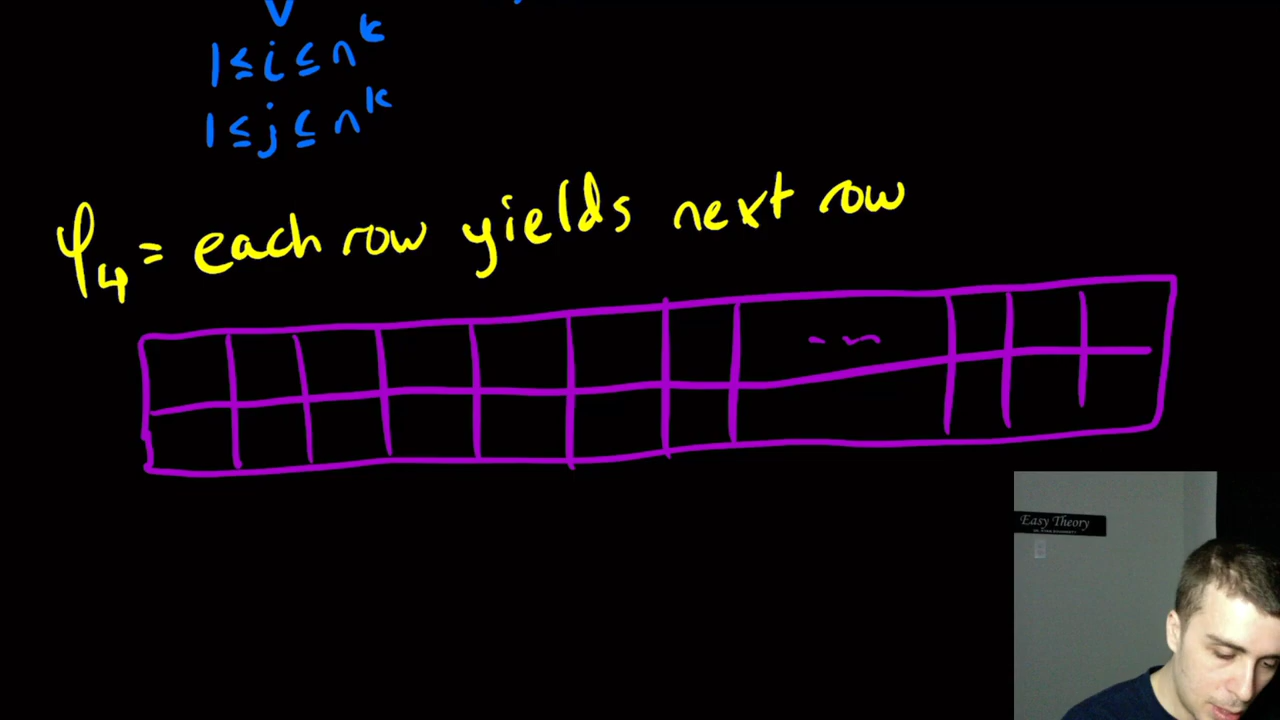 ∨
1 ≤ i ≤ n^k
1 ≤ j ≤ n^k
φ₄ = each row yields next row
Easy Theory